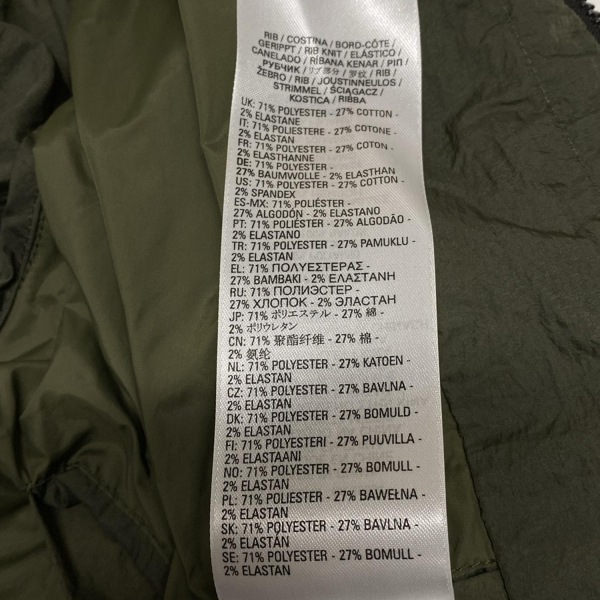 RIB / COSTINA / BORD-CÔTE /
GERIPPT / RIB KNIT / ELÁSTICO /
CANELADO / RİBANA KENAR / ΡΙΠ /
РУБЧИК / リブ部分 / 罗纹 / RIB /
ŽEBRO / RIB / JOUSTINNEULOS /
STRIMMEL / ŚCIĄGACZ /
KOSTICA / RIBBA
UK: 71% POLYESTER - 27% COTTON -
2% ELASTANE
IT: 71% POLIESTERE - 27% COTONE -
2% ELASTAN
FR: 71% POLYESTER - 27% COTON -
2% ELASTHANNE
DE: 71% POLYESTER -
27% BAUMWOLLE - 2% ELASTHAN
US: 71% POLYESTER - 27% COTTON -
2% SPANDEX
ES-MX: 71% POLIÉSTER -
27% ALGODÓN - 2% ELASTANO
PT: 71% POLIÉSTER - 27% ALGODÃO -
2% ELASTANO
TR: 71% POLYESTER - 27% PAMUKLU -
2% ELASTAN
EL: 71% ΠΟΛΥΕΣΤΕΡΑΣ -
27% ΒΑΜΒΑΚΙ - 2% ΕΛΑΣΤΑΝΗ
RU: 71% ПОЛИЭСТЕР -
27% ХЛОПОК - 2% ЭЛАСТАН
JP: 71% ポリエステル - 27% 綿 -
2% ポリウレタン
CN: 71% 聚酯纤维 - 27% 棉 -
2% 氨纶
NL: 71% POLYESTER - 27% KATOEN -
2% ELASTAN
CZ: 71% POLYESTER - 27% BAVLNA -
2% ELASTAN
DK: 71% POLYESTER - 27% BOMULD -
2% ELASTAN
FI: 71% POLYESTERI - 27% PUUVILLA -
2% ELASTAANI
NO: 71% POLYESTER - 27% BOMULL -
2% ELASTAN
PL: 71% POLIESTER - 27% BAWEŁNA -
2% ELASTAN
SK: 71% POLYESTER - 27% BAVLNA -
2% ELASTÁN
SE: 71% POLYESTER - 27% BOMULL -
2% ELASTAN